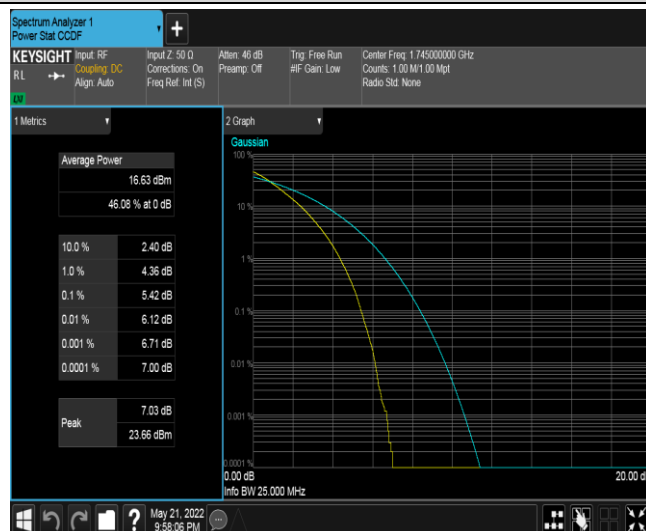 Spectrum Analyzer 1
Power Stat CCDF
+
KEYSIGHT
RL
LM
Input: RF
Coupling: DC
Align: Auto
Input Z: 50 Ω
Corrections: On
Freq Ref: Int (S)
Atten: 46 dB
Preamp: Off
Trig: Free Run
#IF Gain: Low
Center Freq: 1.745000000 GHz
Counts: 1.00 M/1.00 Mpt
Radio Std: None
1 Metrics
Average Power
16.63 dBm
46.08 % at 0 dB
10.0 % 2.40 dB
1.0 % 4.36 dB
0.1 % 5.42 dB
0.01 % 6.12 dB
0.001 % 6.71 dB
0.0001 % 7.00 dB
Peak
7.03 dB
23.66 dBm
2 Graph
Gaussian
100 %
10 %
1 %
0.1 %
0.01 %
0.001 %
0.0001 %
0.00 dB
20.00 d
Info BW 25.000 MHz
?
May 21, 2022
9:58:06 PM